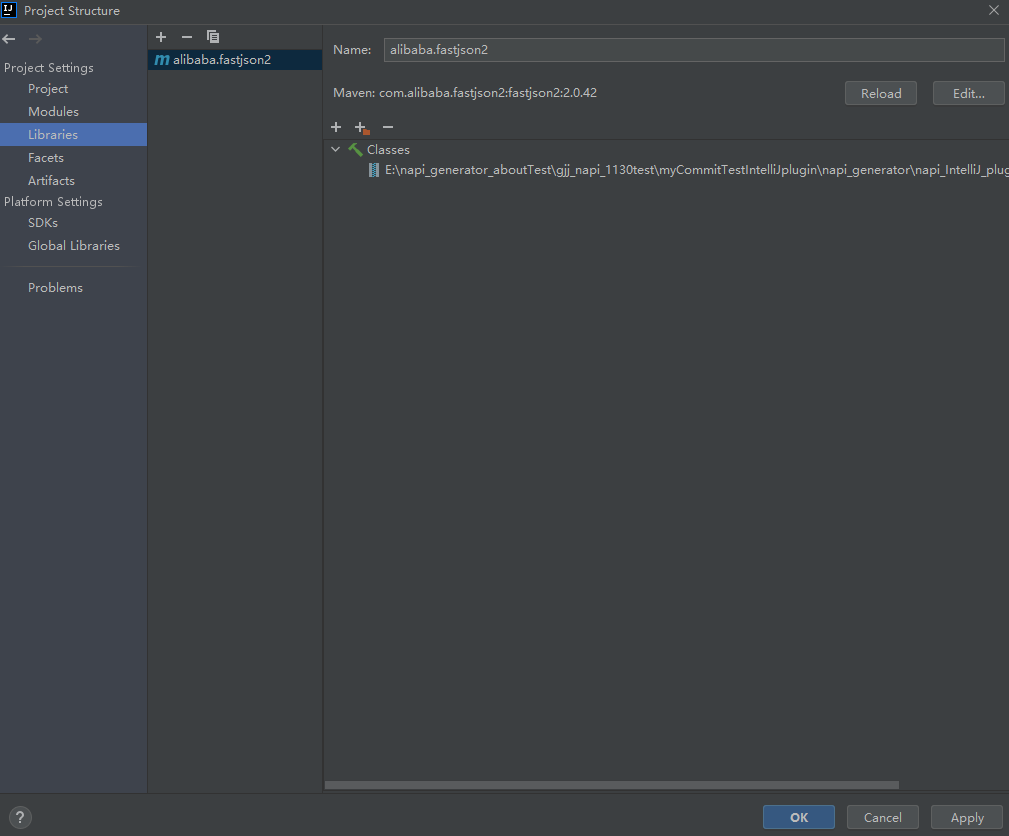 Project Structure
Project Settings
Project
Modules
Libraries
Facets
Artifacts
Platform Settings
SDKs
Global Libraries
Problems
alibaba.fastjson2
Name: alibaba.fastjson2
Maven: com.alibaba.fastjson2:fastjson2:2.0.42
Reload
Edit...
Classes
E:\napi_generator_aboutTest\gjj_napi_1130test\myCommitTestIntelliJplugin\napi_generator\napi_IntelliJ_plug
?
OK
Cancel
Apply